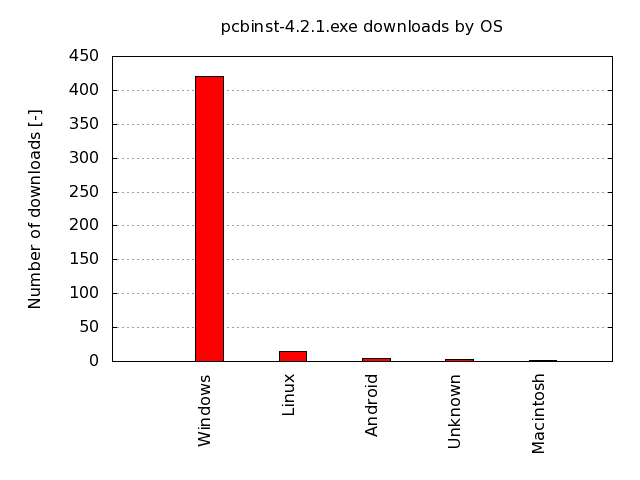 pcbinst-4.2.1.exe downloads by OS
Number of downloads [-]
450
400
350
300
250
200
150
100
50
0
Windows
Linux
Android
Unknown
Macintosh